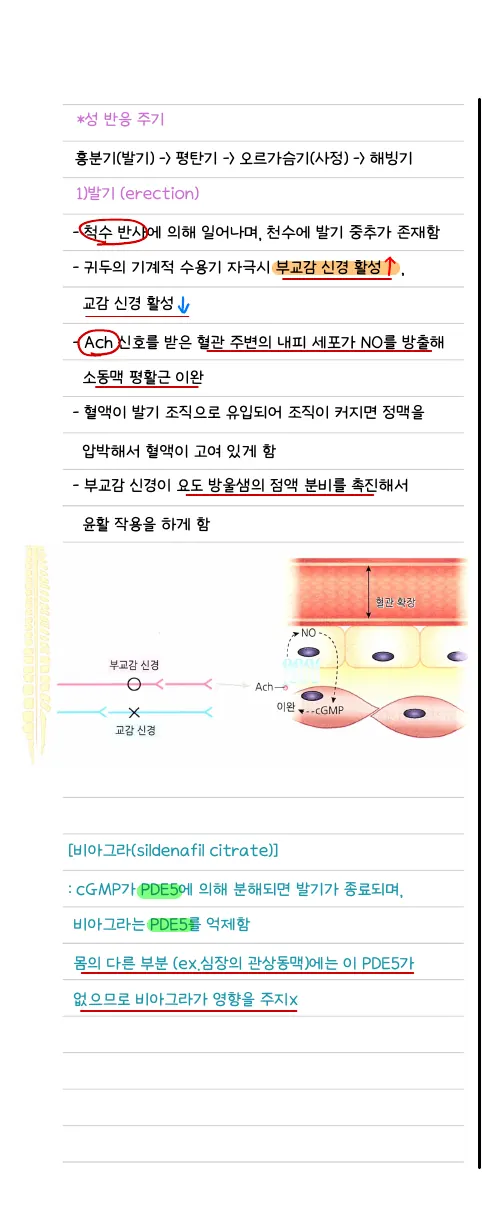 *성 반응 주기
흥분기(발기) -> 평탄기 -> 오르가슴기(사정) -> 해빙기
1)발기 (erection)
- 척수 반사에 의해 일어나며, 천수에 발기 중추가 존재함
- 귀두의 기계적 수용기 자극시 부교감 신경 활성↑,
교감 신경 활성↓
- Ach 신호를 받은 혈관 주변의 내피 세포가 NO를 방출해
소동맥 평활근 이완
- 혈액이 발기 조직으로 유입되어 조직이 커지면 정맥을
압박해서 혈액이 고여 있게 함
- 부교감 신경이 요도 방울샘의 점액 분비를 촉진해서
윤활 작용을 하게 함
혈관 확장
NO
부교감 신경
Ach
이완
cGMP
교감 신경
[비아그라(sildenafil citrate)]
: cGMP가 PDE5에 의해 분해되면 발기가 종료되며,
비아그라는 PDE5를 억제함
몸의 다른 부분 (ex.심장의 관상동맥)에는 이 PDE5가
없으므로 비아그라가 영향을 주지x